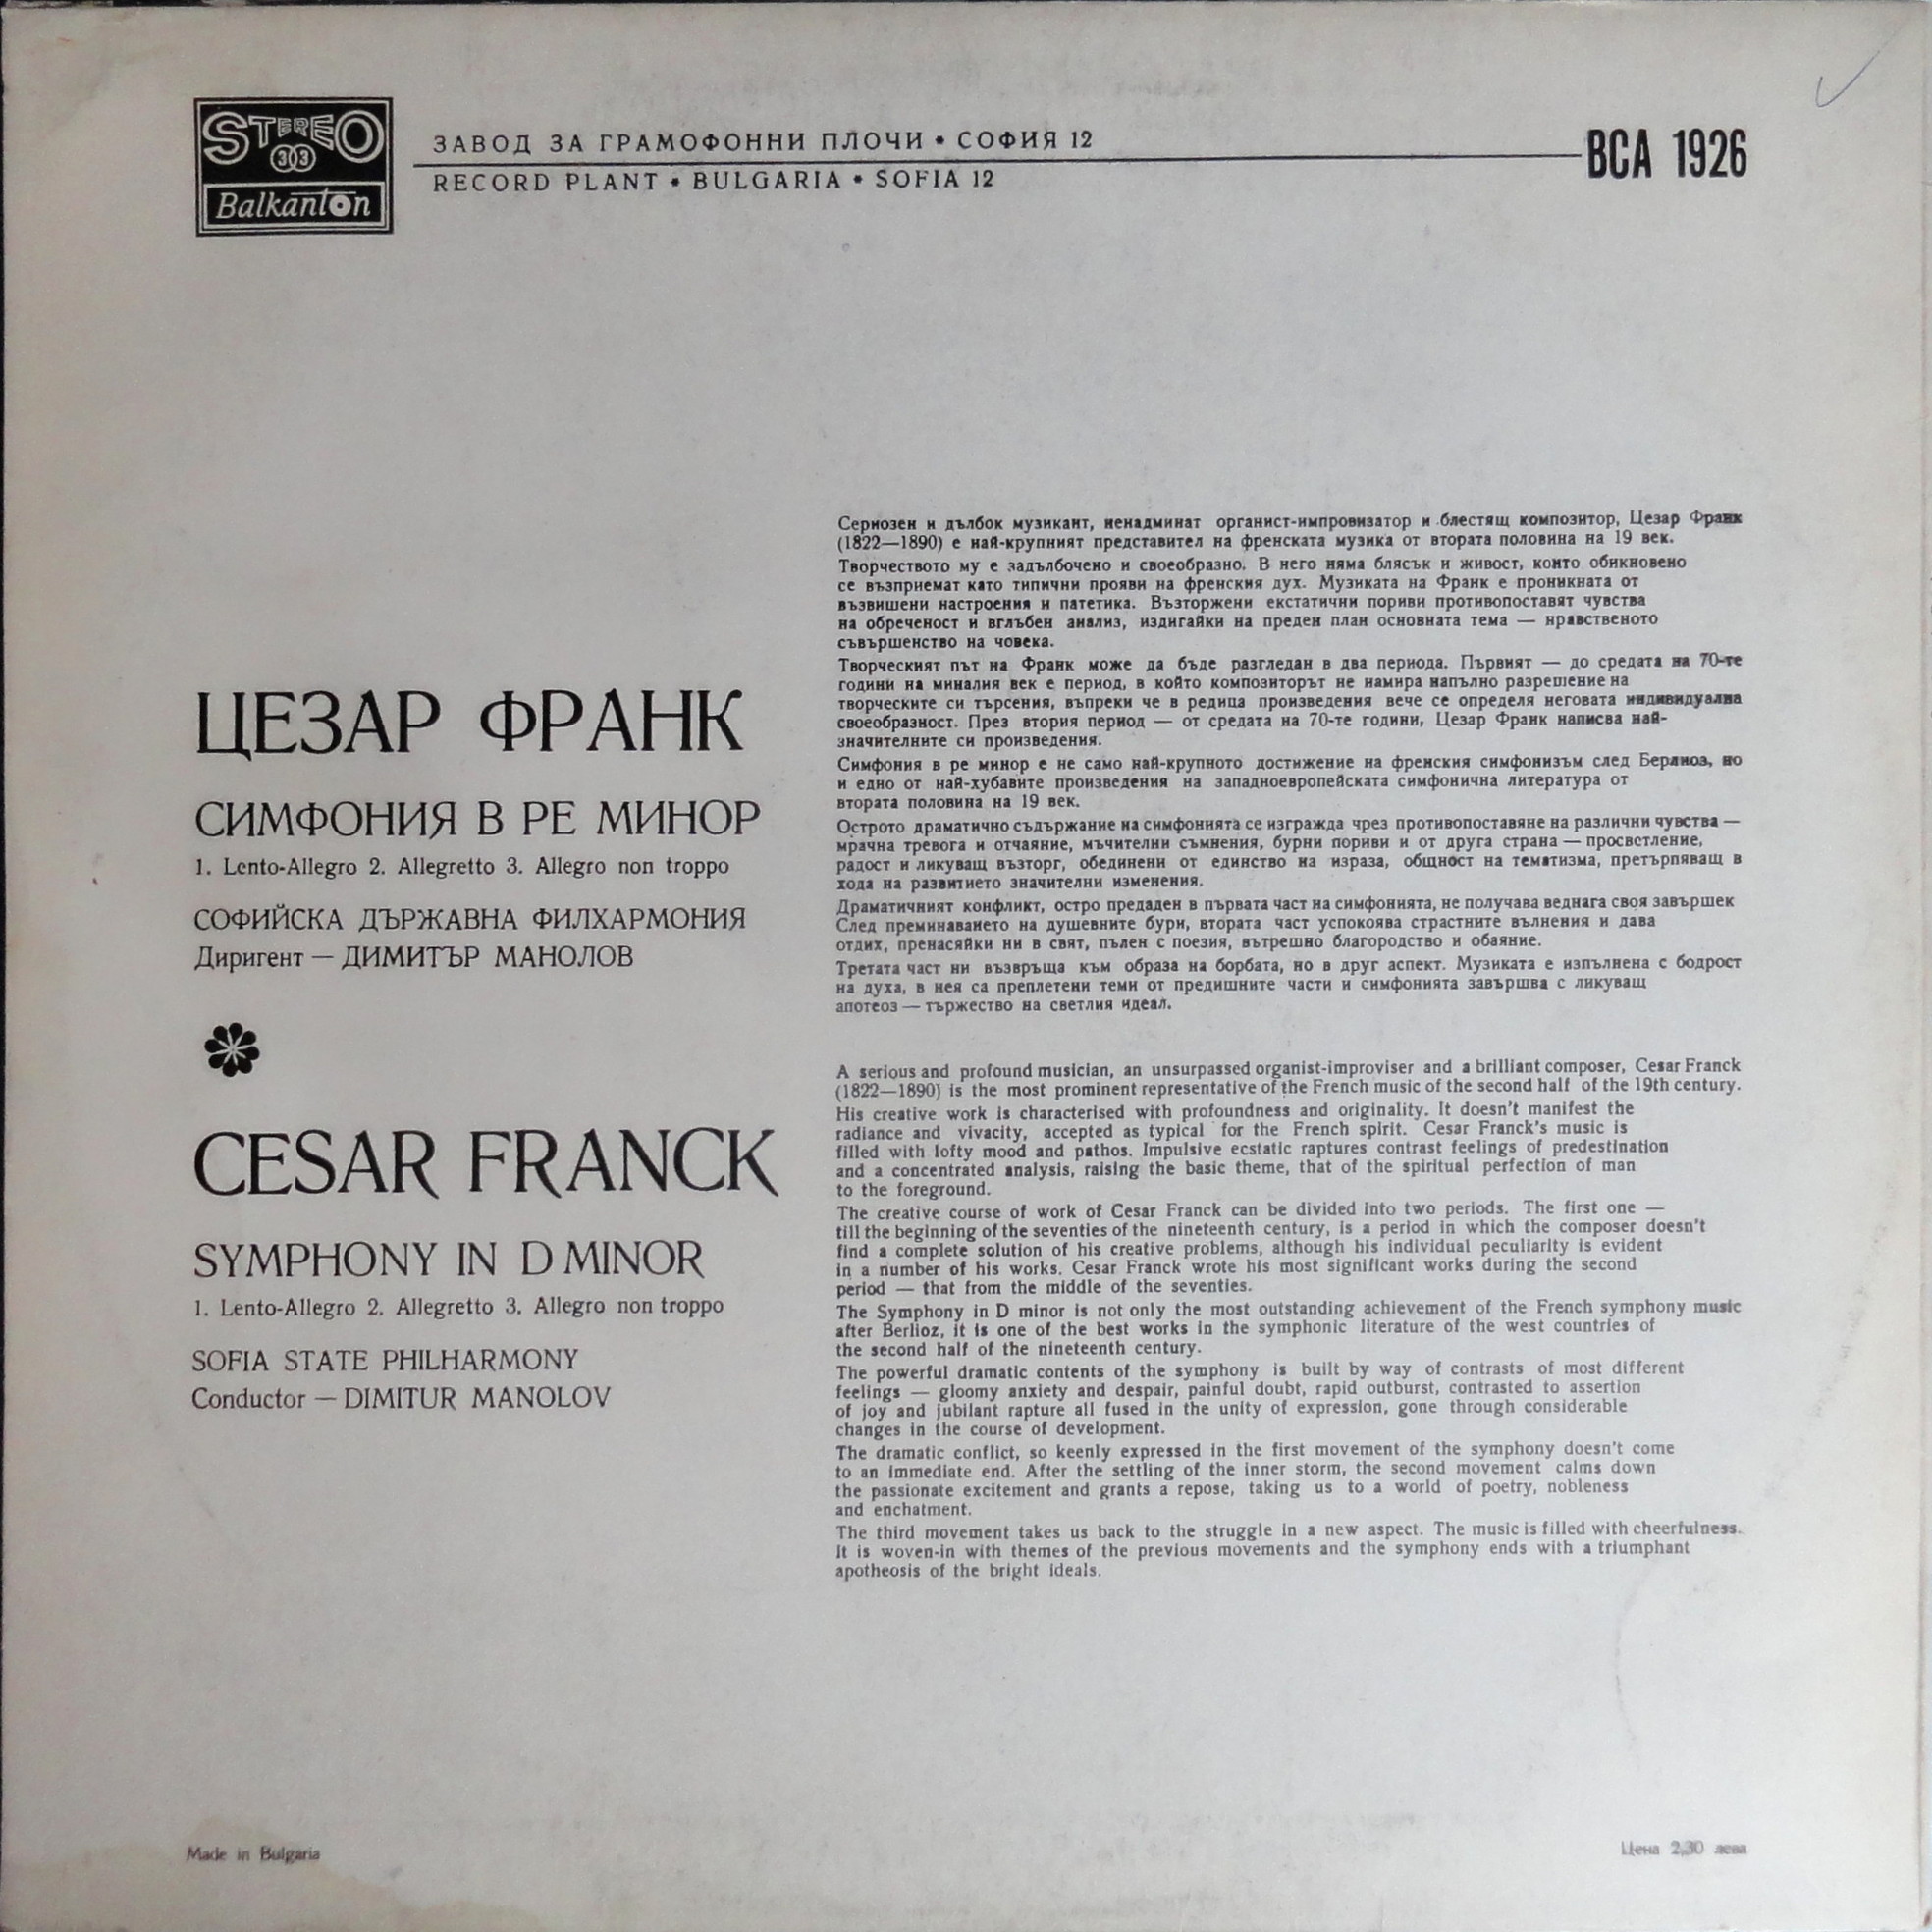 STEREO
33
Balkanton
ЗАВОД ЗА ГРАМОФОННИ ПЛОЧИ • СОФИЯ 12
RECORD PLANT • BULGARIA • SOFIA 12
ВСА 1926
ЦЕЗАР ФРАНК
СИМФОНИЯ В РЕ МИНОР
1. Lento-Allegro 2. Allegretto 3. Allegro non troppo
СОФИЙСКА ДЪРЖАВНА ФИЛХАРМОНИЯ
Диригент — ДИМИТЪР МАНОЛОВ
CESAR FRANCK
SYMPHONY IN D MINOR
1. Lento-Allegro 2. Allegretto 3. Allegro non troppo
SOFIA STATE PHILHARMONY
Conductor — DIMITUR MANOLOV
Сериозен и дълбок музикант, ненадминат органист-импровизатор и блестящ композитор, Цезар Франк
(1822—1890) е най-крупният представител на френската музика от втората половина на 19 век.
Творчеството му е задълбочено и своеобразно. В него няма блясък и живост, които обикновено
се възприемат като типични прояви на френския дух. Музиката на Франк е проникната от
възвишени настроения и патетика. Възторжени екстатични пориви противопоставят чувства
на обреченост и вглъбен анализ, издигайки на преден план основната тема — нравственото
съвършенство на човека.
Творческият път на Франк може да бъде разгледан в два периода. Първият — до средата на 70-те
години на миналия век е период, в който композиторът не намира напълно разрешение на
творческите си търсения, въпреки че в редица произведения вече се определя неговата индивидуална
своеобразност. През втория период — от средата на 70-те години, Цезар Франк написва най-
значителните си произведения.
Симфония в ре минор е не само най-крупното достижение на френския симфонизъм след Берлиоз, но
и едно от най-хубавите произведения на западноевропейската симфонична литература от
втората половина на 19 век.
Острото драматично съдържание на симфонията се изгражда чрез противопоставяне на различни чувства —
мрачна тревога и отчаяние, мъчителни съмнения, бурни пориви и от друга страна — просветление,
радост и ликуващ възторг, обединени от единство на израза, общност на тематизма, претърпяващ в
хода на развитието значителни изменения.
Драматичният конфликт, остро предаден в първата част на симфонията, не получава веднага своя завършек
След преминаването на душевните бури, втората част успокоява страстните вълнения и дава
отдих, пренасяйки ни в свят, пълен с поезия, вътрешно благородство и обаяние.
Третата част ни възвръща към образа на борбата, но в друг аспект. Музиката е изпълнена с бодрост
на духа, в нея са преплетени теми от предишните части и симфонията завършва с ликуващ
апотеоз — тържество на светлия идеал.
A serious and profound musician, an unsurpassed organist-improviser and a brilliant composer, Cesar Franck
(1822—1890) is the most prominent representative of the French music of the second half of the 19th century.
His creative work is characterised with profoundness and originality. It doesn't manifest the
radiance and vivacity, accepted as typical for the French spirit. Cesar Franck's music is
filled with lofty mood and pathos. Impulsive ecstatic raptures contrast feelings of predestination
and a concentrated analysis, raising the basic theme, that of the spiritual perfection of man
to the foreground.
The creative course of work of Cesar Franck can be divided into two periods. The first one —
till the beginning of the seventies of the nineteenth century, is a period in which the composer doesn't
find a complete solution of his creative problems, although his individual peculiarity is evident
in a number of his works. Cesar Franck wrote his most significant works during the second
period — that from the middle of the seventies.
The Symphony in D minor is not only the most outstanding achievement of the French symphony music
after Berlioz, it is one of the best works in the symphonic literature of the west countries of
the second half of the nineteenth century.
The powerful dramatic contents of the symphony is built by way of contrasts of most different
feelings — gloomy anxiety and despair, painful doubt, rapid outburst, contrasted to assertion
of joy and jubilant rapture all fused in the unity of expression, gone through considerable
changes in the course of development.
The dramatic conflict, so keenly expressed in the first movement of the symphony doesn't come
to an immediate end. After the settling of the inner storm, the second movement calms down
the passionate excitement and grants a repose, taking us to a world of poetry, nobleness
and enchatment.
The third movement takes us back to the struggle in a new aspect. The music is filled with cheerfulness.
It is woven-in with themes of the previous movements and the symphony ends with a triumphant
apotheosis of the bright ideals.
Made in Bulgaria
Цена 2,30 лева